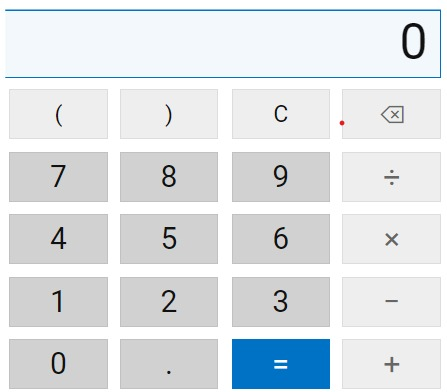 0
( ) C ⌫
7 8 9 ÷
4 5 6 ×
1 2 3 −
0 . = +